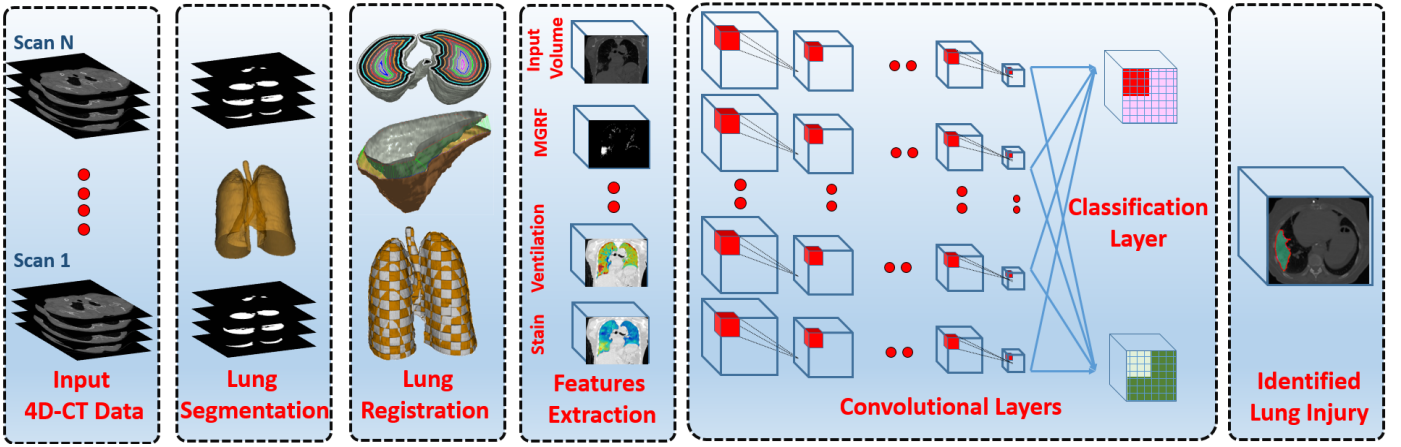 Scan N
Scan 1
Input
4D-CT Data
Lung
Segmentation
Lung
Registration
Input
Volume
MGRF
Ventilation
Stain
Features
Extraction
Convolutional Layers
Classification
Layer
Identified
Lung Injury